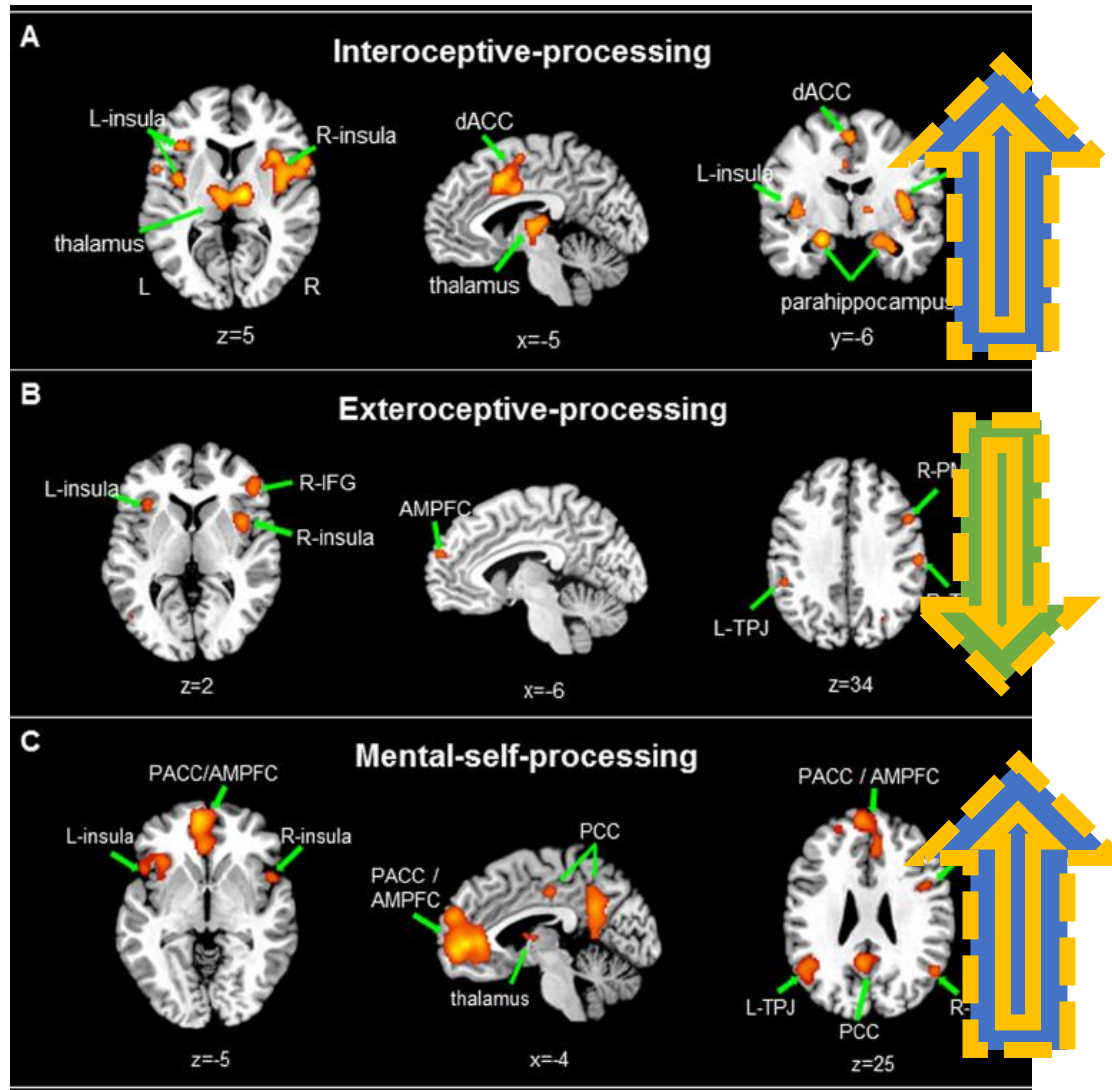 A
Interoceptive-processing
L-insula
R-insula
thalamus
L
R
z=5
dACC
thalamus
x=-5
dACC
L-insula
parahippocampus
y=-6
B
Exteroceptive-processing
L-insula
R-IFG
R-insula
z=2
AMPFC
x=-6
L-TPJ
z=34
C
Mental-self-processing
PACC/AMPFC
L-insula
R-insula
z=-5
PCC
PACC /
AMPFC
thalamus
x=-4
PACC / AMPFC
L-TPJ
PCC
z=25